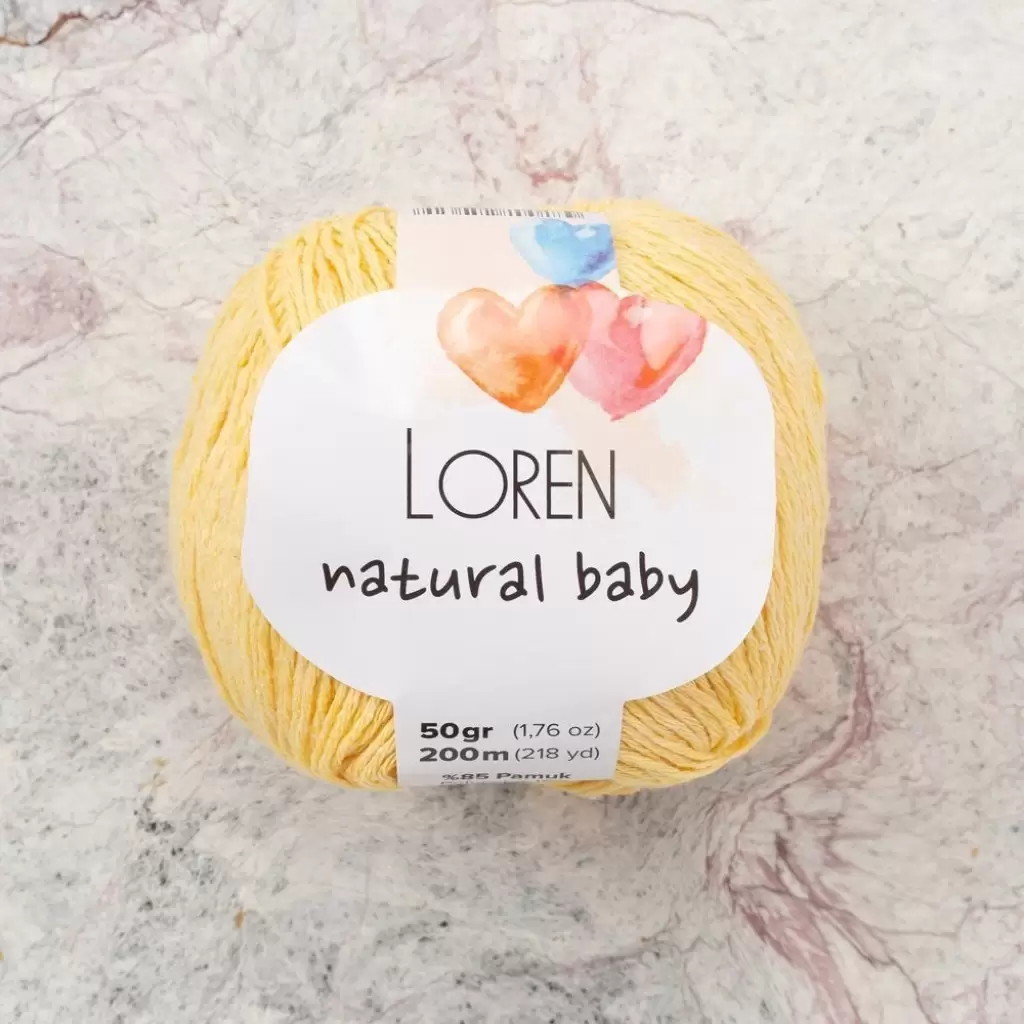 LOREN
natural baby
50gr (1,76 oz)
200m (218 yd)
%85 Pamuk